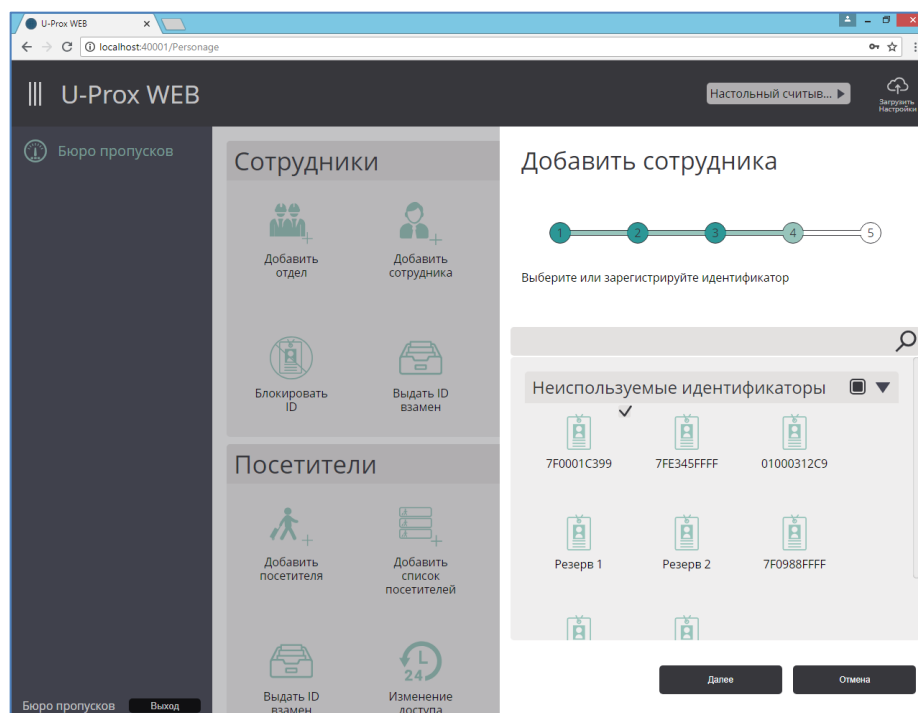 U-Prox WEB
localhost:40001/Personage
U-Prox WEB
Настольный считыв...
Загрузить
Настройки
Бюро пропусков
Сотрудники
Добавить
отдел
Добавить
сотрудника
Блокировать
ID
Выдать ID
взамен
Посетители
Добавить
посетителя
Добавить
список
посетителей
Выдать ID
взамен
24
Изменение
доступа
Добавить сотрудника
1 2 3 4 5
Выберите или зарегистрируйте идентификатор
Неиспользуемые идентификаторы
7F0001C399
7FE345FFFF
01000312C9
Резерв 1
Резерв 2
7F0988FFFF
Далее
Отмена
Бюро пропусков
Выход